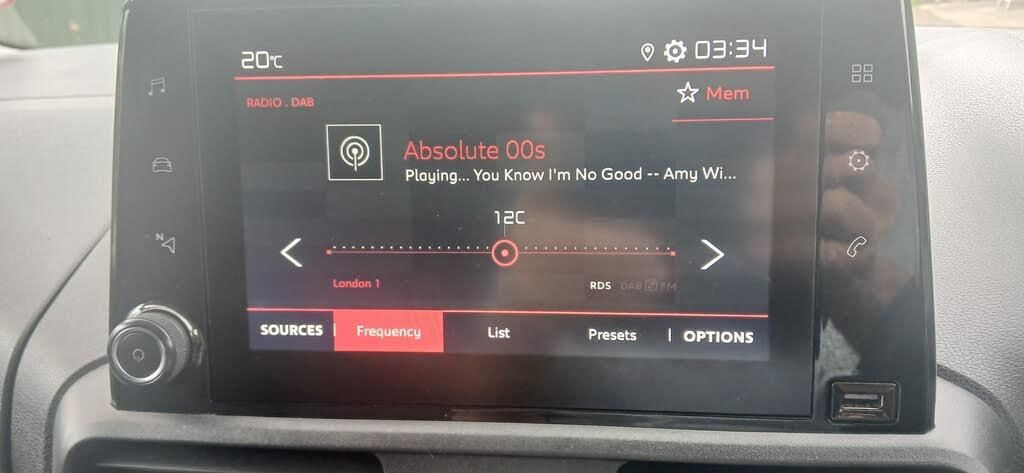 20°C
03:34
RADIO . DAB
Mem
Absolute 00s
Playing... You Know I'm No Good -- Amy Wi...
12C
London 1
RDS DAB FM
SOURCES Frequency List Presets OPTIONS
N